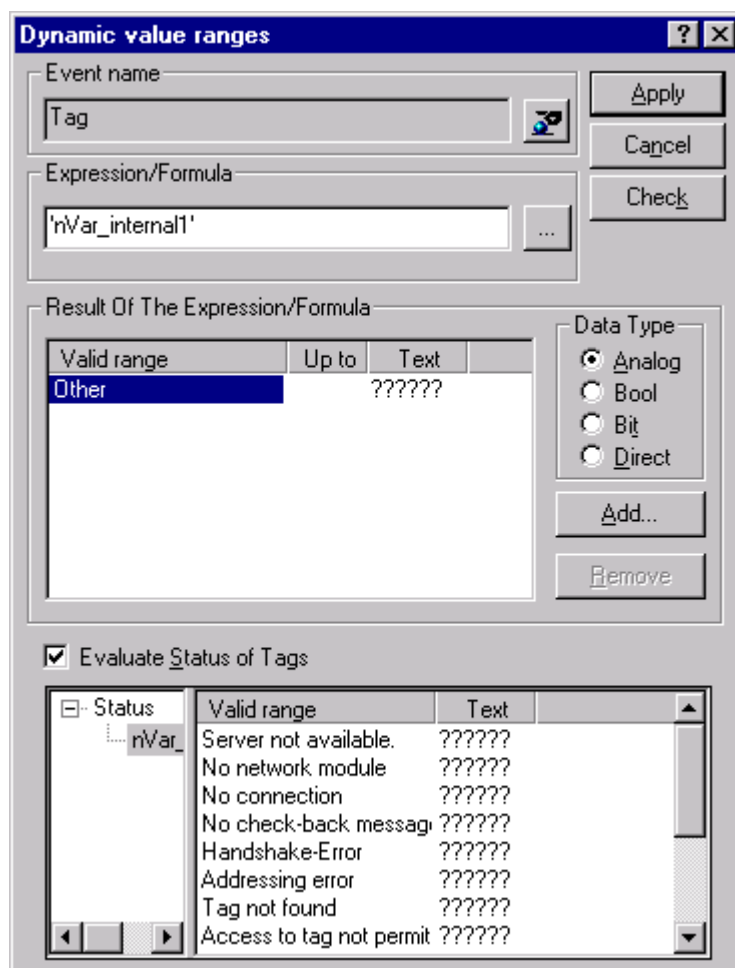 Dynamic value ranges
Event name
Tag
Apply
Cancel
Check
Expression/Formula
'nVar_internal1'
...
Result Of The Expression/Formula
Valid range Up to Text
Other ??????
Data Type
Analog
Bool
Bit
Direct
Add...
Remove
Evaluate Status of Tags
Status
nVar_
Valid range Text
Server not available. ??????
No network module ??????
No connection ??????
No check-back messag ??????
Handshake-Error ??????
Addressing error ??????
Tag not found ??????
Access to tag not permit ??????